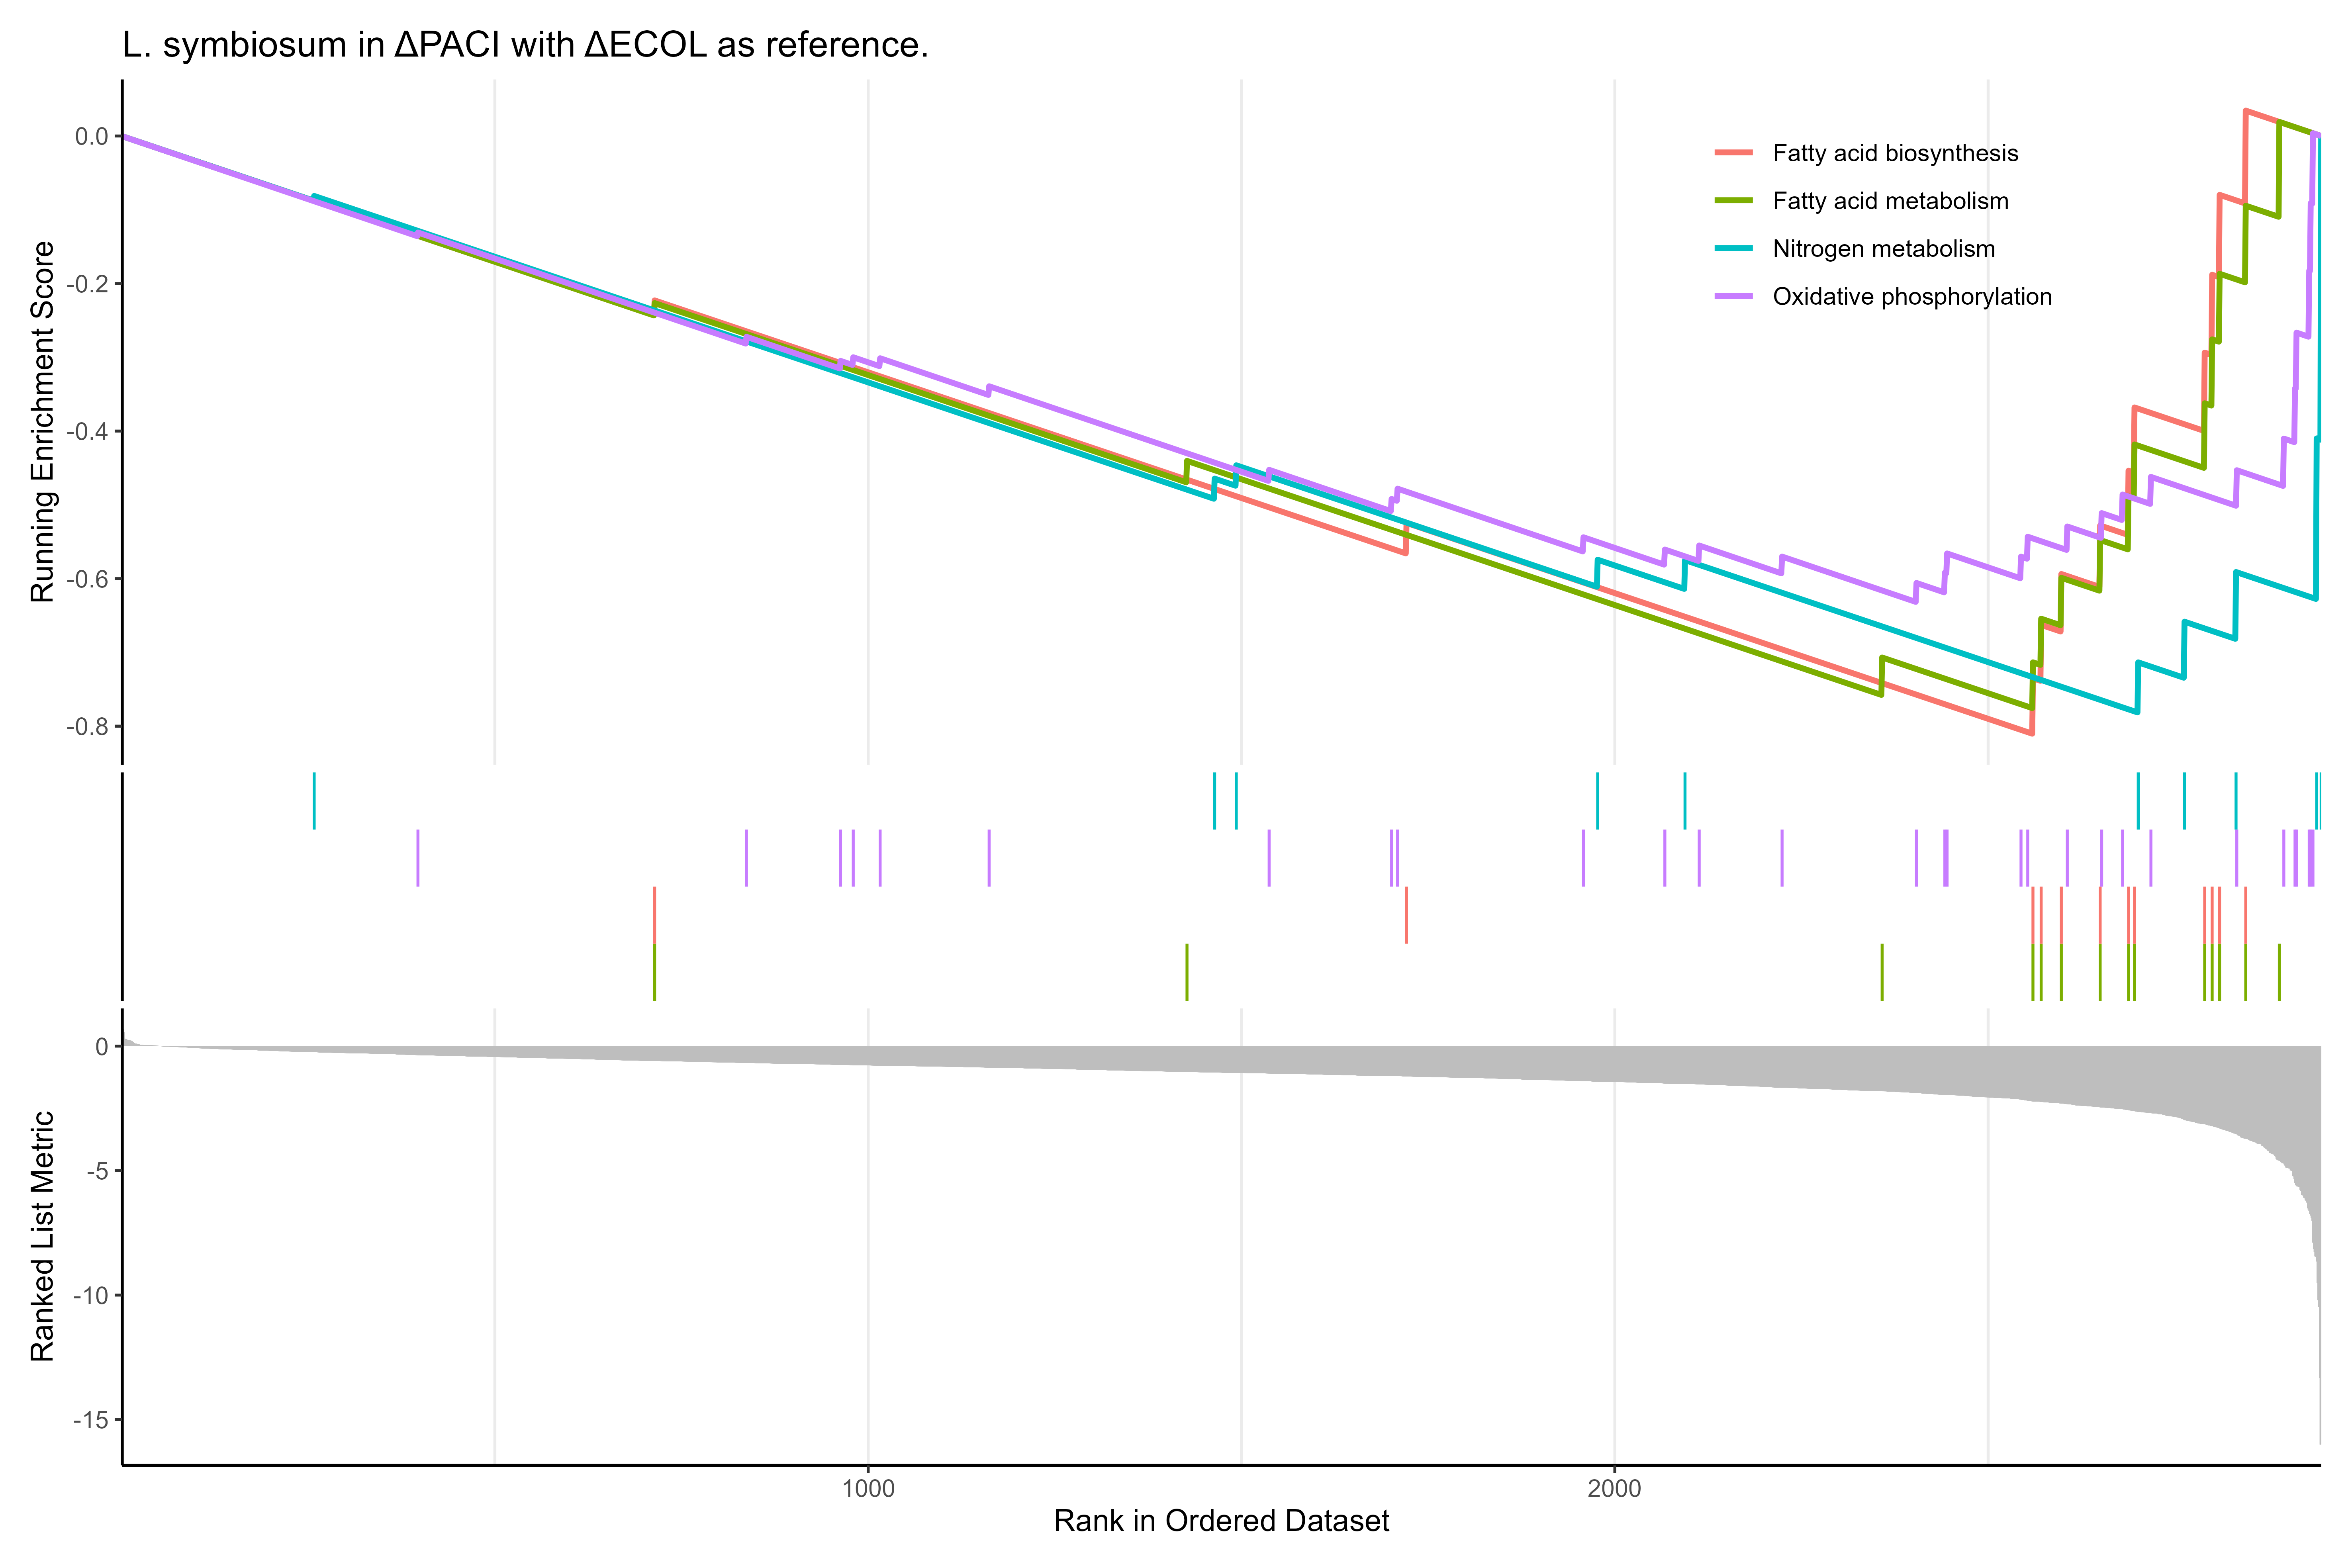 L. symbiosum in ΔPACI with ΔECOL as reference.
Running Enrichment Score
0.0
-0.2
-0.4
-0.6
-0.8
Fatty acid biosynthesis
Fatty acid metabolism
Nitrogen metabolism
Oxidative phosphorylation
Ranked List Metric
0
-5
-10
-15
1000
2000
Rank in Ordered Dataset